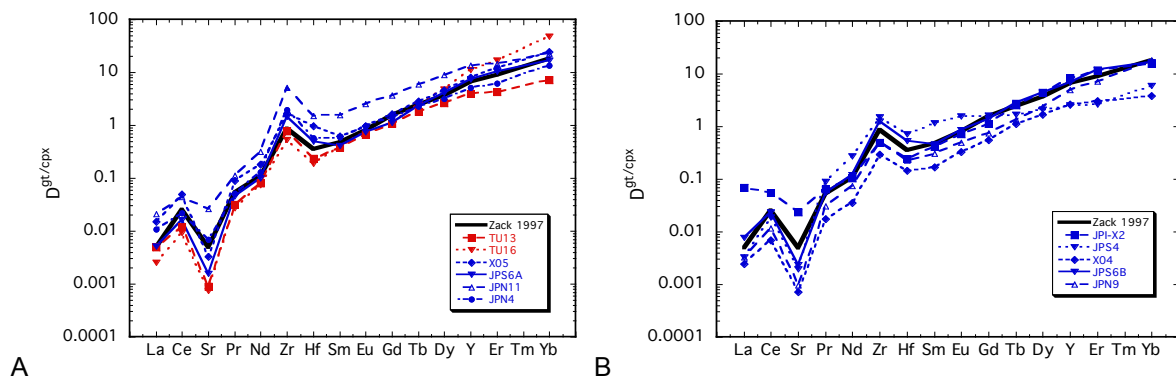 100
10
1
0.1
0.01
0.001
0.0001
D^gt/cpx
Zack 1997
TU13
TU16
X05
JPS6A
JPN11
JPN4
La Ce Sr Pr Nd Zr Hf Sm Eu Gd Tb Dy Y Er Tm Yb
A
100
10
1
0.1
0.01
0.001
0.0001
D^gt/cpx
Zack 1997
JPI-X2
JPS4
X04
JPS6B
JPN9
La Ce Sr Pr Nd Zr Hf Sm Eu Gd Tb Dy Y Er Tm Yb
B